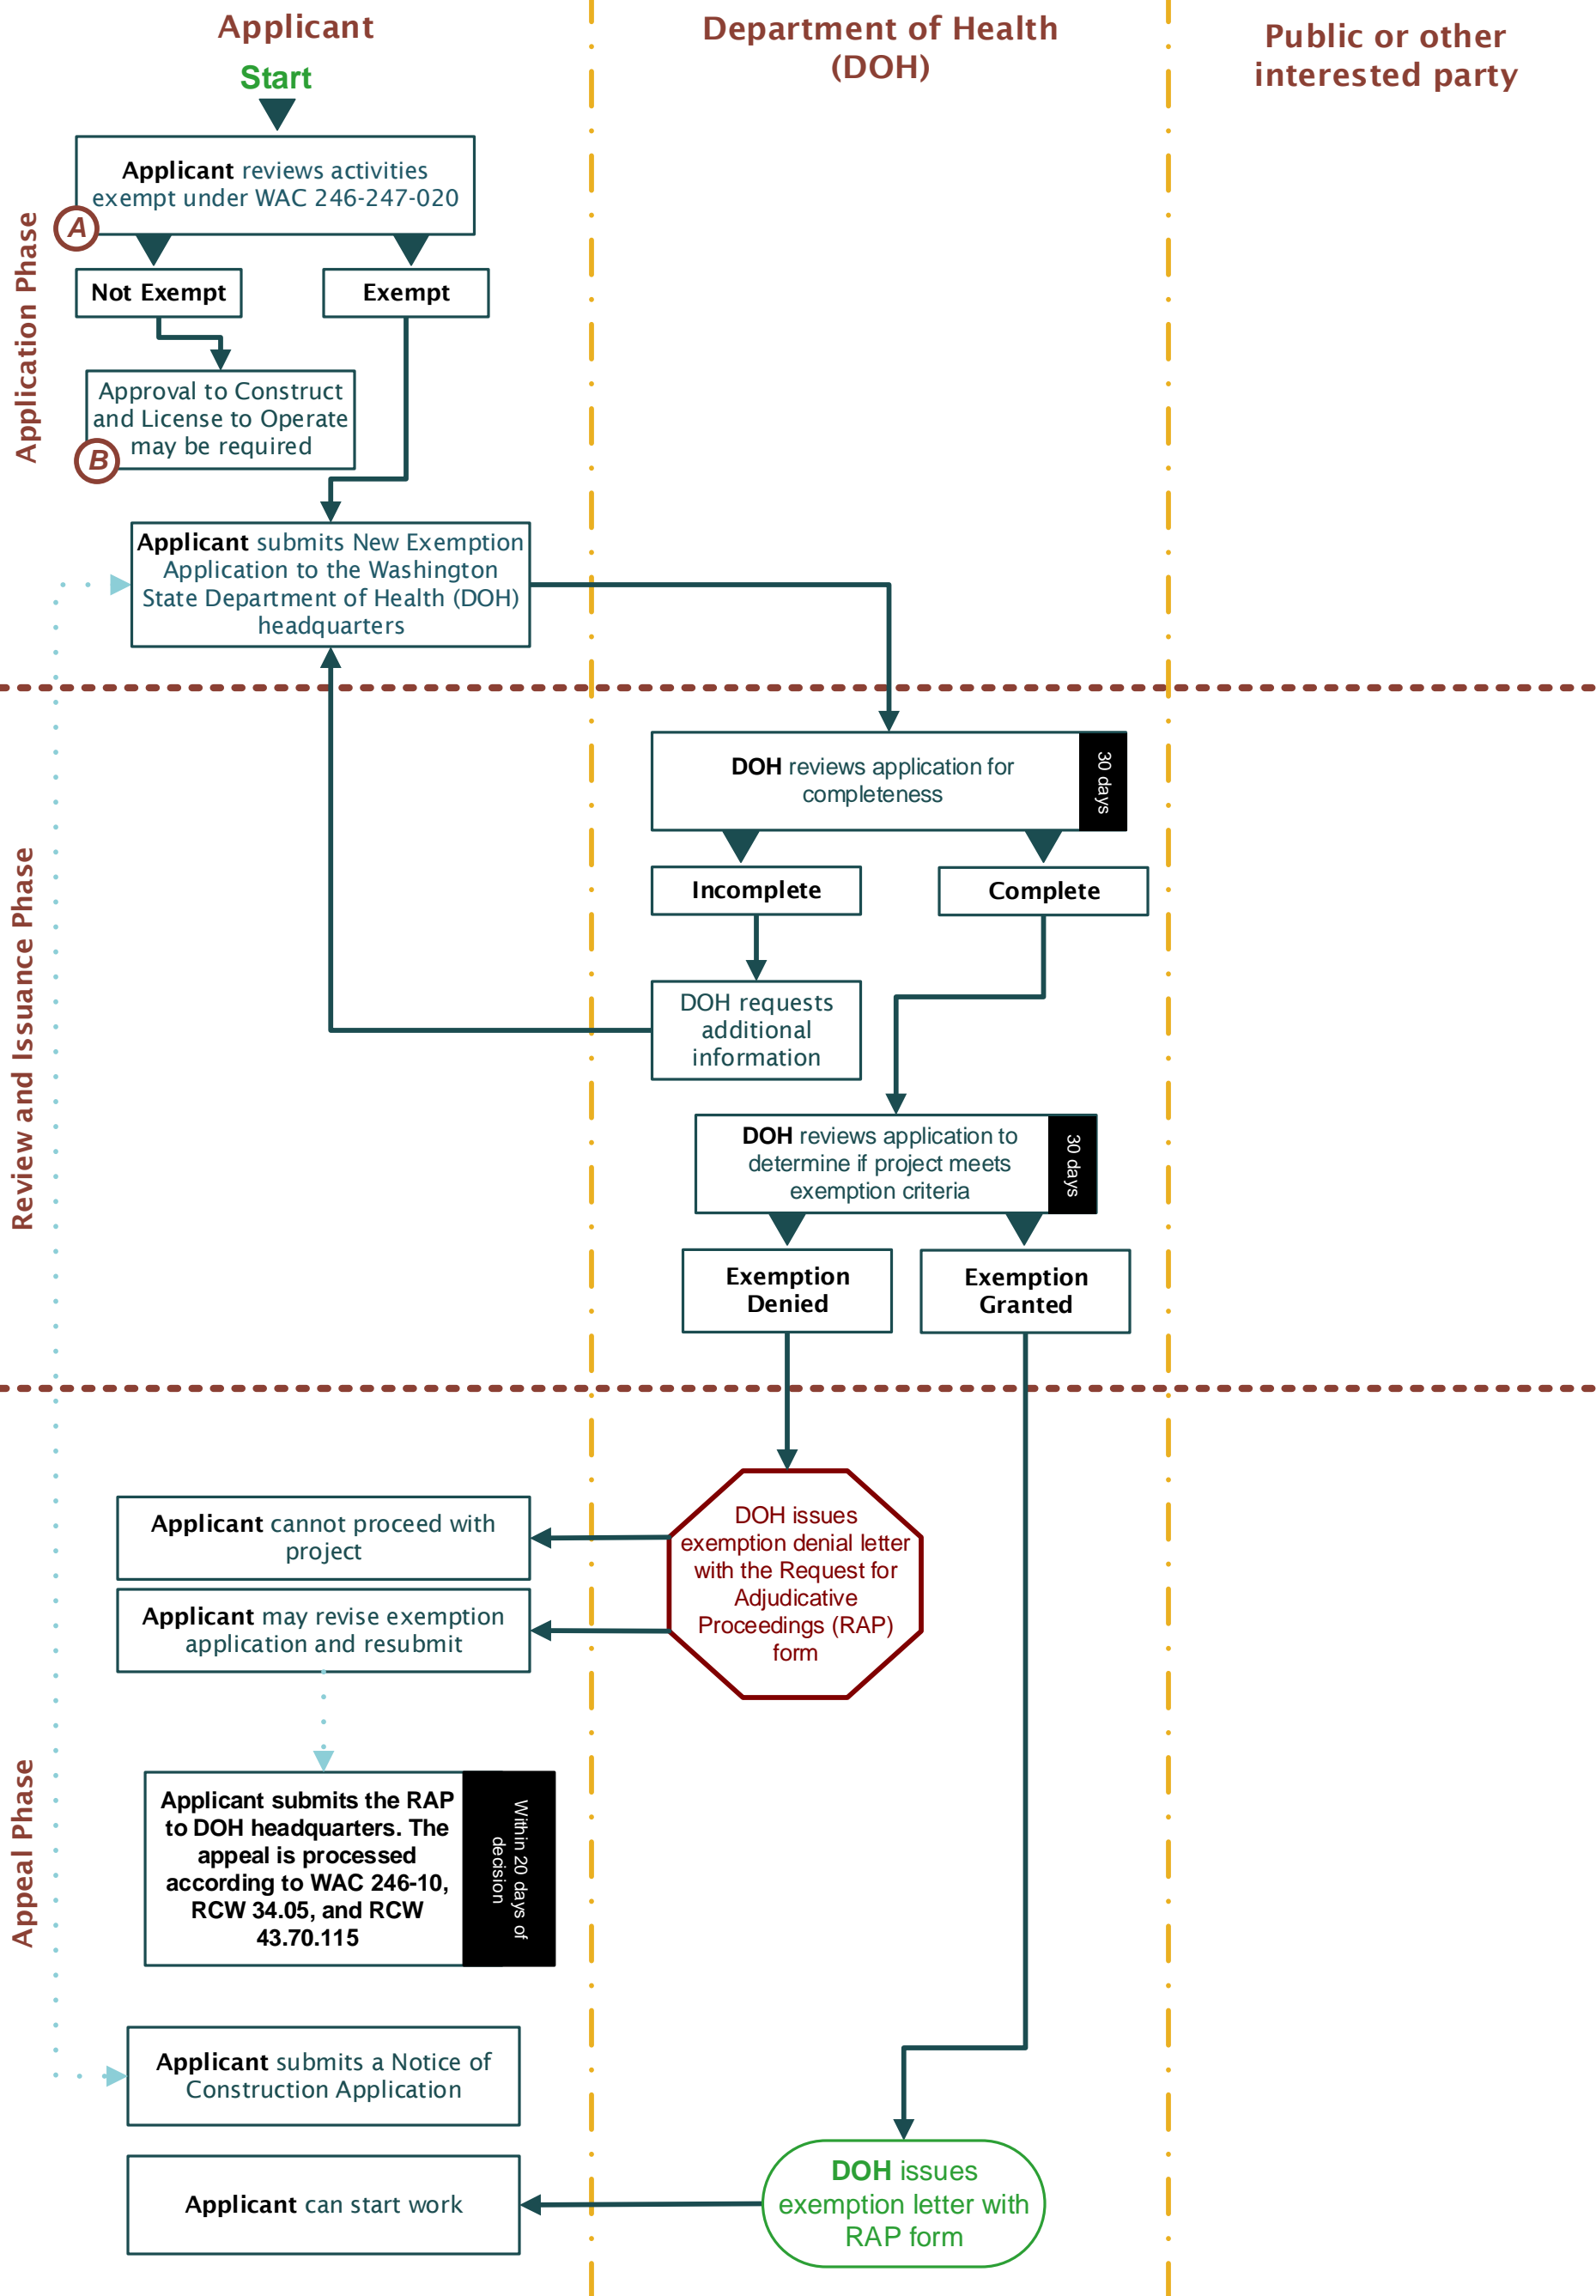 Applicant
Department of Health
(DOH)
Public or other
interested party
Start
Application Phase
Applicant reviews activities
exempt under WAC 246-247-020
A
Not Exempt
Exempt
Approval to Construct
and License to Operate
may be required
B
Applicant submits New Exemption
Application to the Washington
State Department of Health (DOH)
headquarters
Review and Issuance Phase
DOH reviews application for
completeness
30 days
Incomplete
Complete
DOH requests
additional
information
DOH reviews application to
determine if project meets
exemption criteria
30 days
Exemption
Denied
Exemption
Granted
Appeal Phase
DOH issues
exemption denial letter
with the Request for
Adjudicative
Proceedings (RAP)
form
Applicant cannot proceed with
project
Applicant may revise exemption
application and resubmit
Applicant submits the RAP
to DOH headquarters. The
appeal is processed
according to WAC 246-10,
RCW 34.05, and RCW
43.70.115
Within 20 days of
decision
Applicant submits a Notice of
Construction Application
Applicant can start work
DOH issues
exemption letter with
RAP form